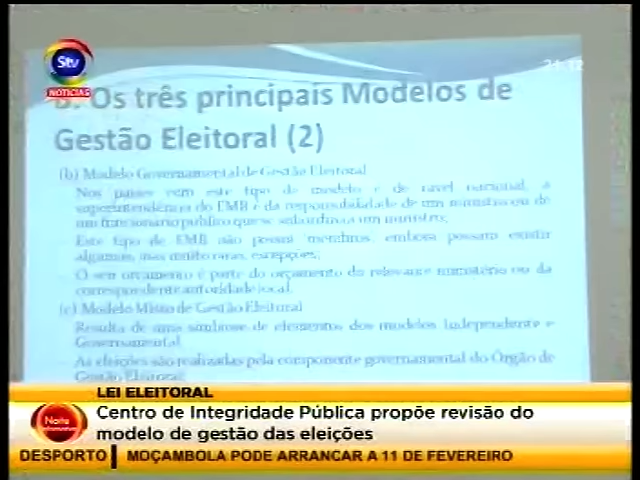 Stv
NOTÍCIAS
21:12
Os três principais Modelos de
Gestão Eleitoral (2)
(b) Modelo Governamental de Gestão Eleitoral
Nos países com este tipo de modelo e de nível nacional, a
superintendência do EMB é da responsabilidade de um ministro ou de
um funcionário público que se subordina a um ministro;
Este tipo de EMB não possui membros, embora possam existir
algumas, mas muito raras, excepções;
O seu orçamento é parte do orçamento do relevante ministério ou da
correspondente autoridade local.
(c) Modelo Misto de Gestão Eleitoral
Resulta de uma simbiose de elementos dos modelos Independente e
Governamental
As eleições são realizadas pela componente governamental do Órgão de
Gestão Eleitoral
LEI ELEITORAL
Noite
Centro de Integridade Pública propõe revisão do
modelo de gestão das eleições
DESPORTO
MOÇAMBOLA PODE ARRANCAR A 11 DE FEVEREIRO